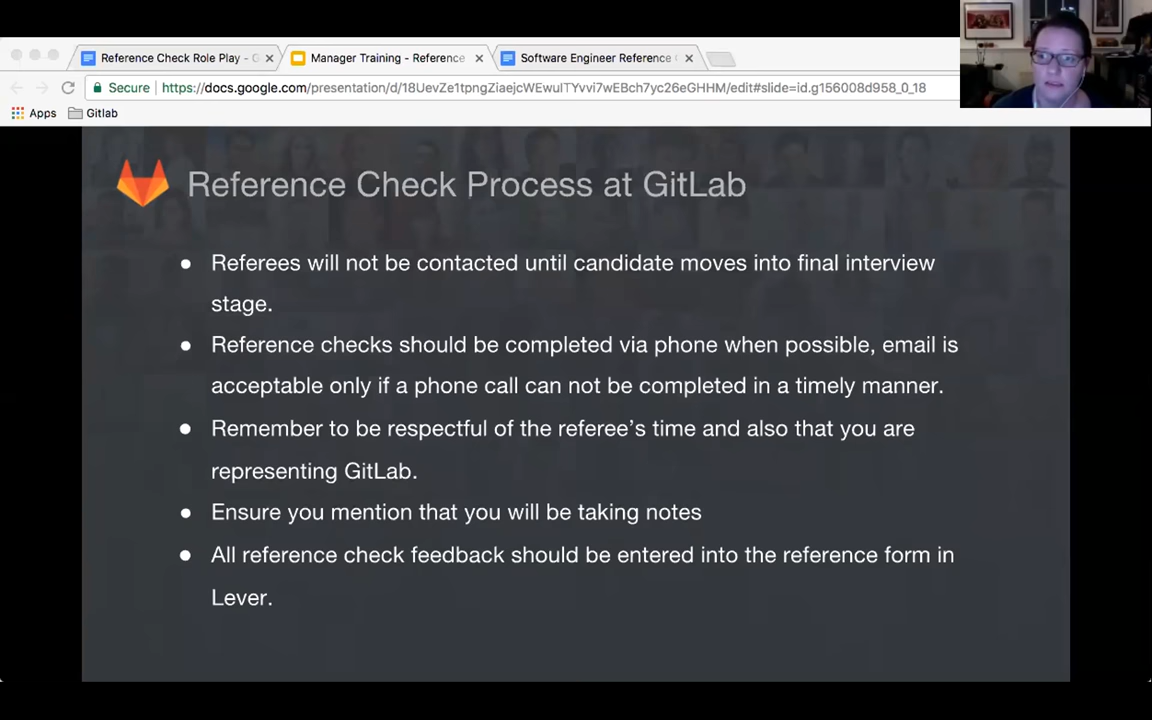 Reference Check Role Play - G
Manager Training - Reference
Software Engineer Reference
Secure
https://docs.google.com/presentation/d/18UevZe1tpngZiaejcWEwuITYvvi7wEBch7yc26eGHHM/edit#slide=id.g156008d958_0_18
Apps
Gitlab
Reference Check Process at GitLab
● Referees will not be contacted until candidate moves into final interview
stage.
● Reference checks should be completed via phone when possible, email is
acceptable only if a phone call can not be completed in a timely manner.
● Remember to be respectful of the referee’s time and also that you are
representing GitLab.
● Ensure you mention that you will be taking notes
● All reference check feedback should be entered into the reference form in
Lever.